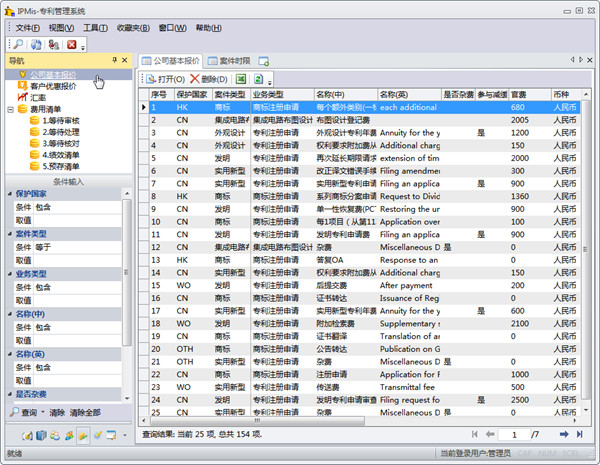 IPMis-专利管理系统
文件(F) 视图(V) 工具(T) 收藏夹(B) 窗口(W) 帮助(H)
导航
公司基本报价
客户优惠报价
汇率
费用清单
1.等待审核
2.等待处理
3.等待核对
4.绩效清单
5.预存清单
条件输入
保护国家
条件 包含
取值
案件类型
条件 等于
取值
业务类型
条件 包含
取值
名称(中)
条件 包含
取值
名称(英)
条件 包含
取值
是否杂费
查询 清除 清除全部
公司基本报价 案件时限
打开(O) 删除(D)
序号 保护国家 案件类型 业务类型 名称(中) 名称(英) 是否杂费 参与减缓 官费 币种
1 HK 商标 商标注册申请 each additional 680 人民币
2 CN 集成电路布 集成电路布图设计 布图设计登记费 2005 人民币
3 CN 外观设计 专利注册申请 外观设计专利年费 Annuity for the y 是 1200 人民币
4 CN 外观设计 专利注册申请 权利要求附加费 Additional charg 150 人民币
5 CN 发明 专利注册申请 再次延长期限请求 extension of tim 2000 人民币
6 CN 实用新型 专利注册申请 改正译文错误手续 Filing amendmen 300 人民币
7 CN 实用新型 专利注册申请 实用新型专利申请 Filing an applica 是 900 人民币
8 HK 商标 商标注册申请 系列商标分案申请 Request to Divid 1360 人民币
9 CN 发明 专利注册申请 单一性恢复费(PC Restoring the ur 900 人民币
10 CN 商标 商标注册申请 每1项目（从第11 Application over 100 人民币
11 CN 发明 专利注册申请 发明专利申请费 Filing an applica 是 900 人民币
12 CN 集成电路布 集成电路布图设计 杂费 Miscellaneous D 是 0 人民币
13 HK 商标 商标注册申请 答复OA Response to an 0 人民币
14 CN 实用新型 专利注册申请 权利要求附加费 Additional charg 150 人民币
15 WO 发明 专利注册申请 后提交费 After payment 200 人民币
16 CN 商标 商标注册申请 证书转达 Issuance of Reg 0 人民币
17 CN 实用新型 专利注册申请 实用新型专利年费 Annuity for the y 是 600 人民币
18 WO 发明 专利注册申请 附加检索费 Supplementary s 2100 人民币
19 CN 商标 商标注册申请 证书翻译 Translation of ar 0 人民币
20 OTH 商标 商标注册申请 公告转达 Publication on G 人民币
21 OTH 实用新型 专利注册申请 杂费 Miscellaneous D 是 人民币
22 CN 商标 商标注册申请 注册申请 Application for F 1000 人民币
23 WO 实用新型 专利注册申请 传送费 Transmittal fee 500 人民币
24 CN 发明 专利注册申请 发明专利申请审查 Filing request fo 是 2500 人民币
25 CN 实用新型 专利注册申请 杂费 Miscellaneous D 是 0 人民币
查询结果: 当前 25 项, 总共 154 项. 1 /7
就绪 当前登录用户:管理员 CAP NUM SCRL